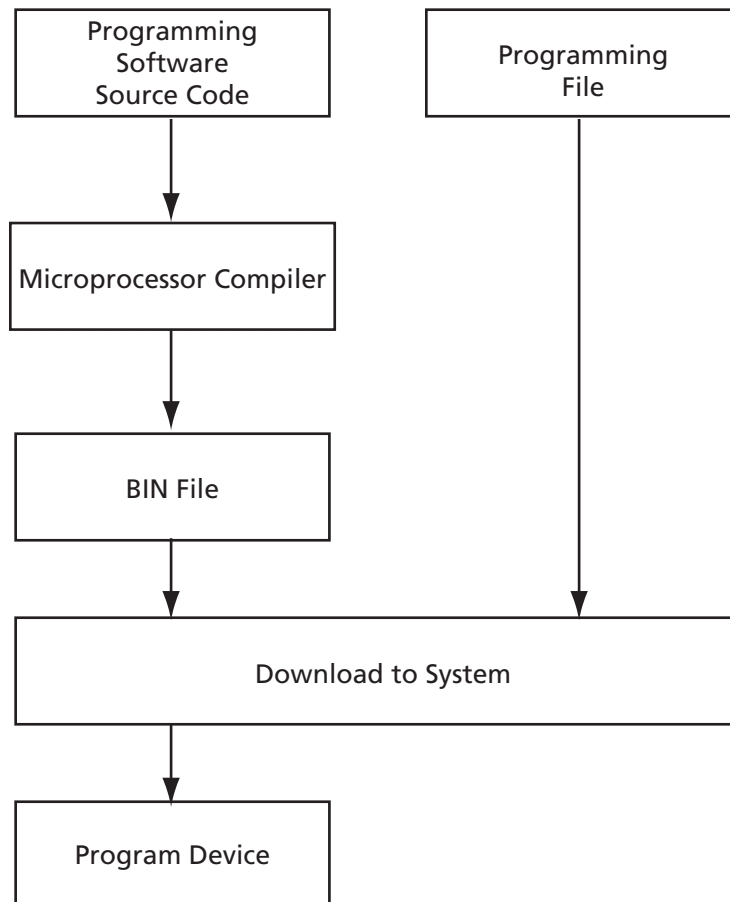 Programming
Software
Source Code
Programming
File
Microprocessor Compiler
BIN File
Download to System
Program Device